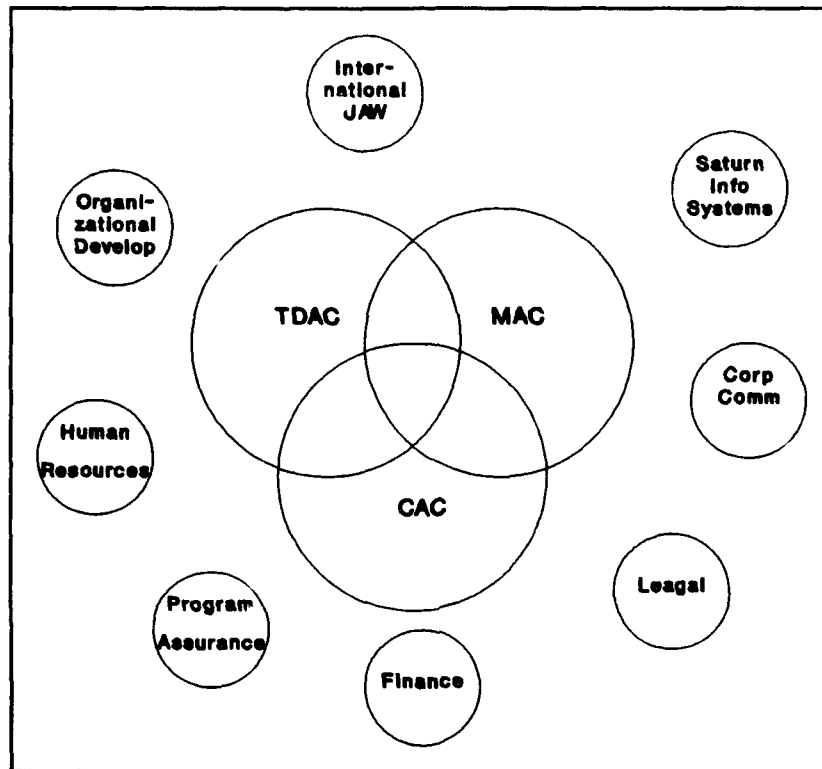 Inter-
national
JAW
Saturn
Info
Systems
Organi-
zational
Develop
TDAC
MAC
Corp
Comm
Human
Resources
CAC
Leagal
Program
Assurance
Finance